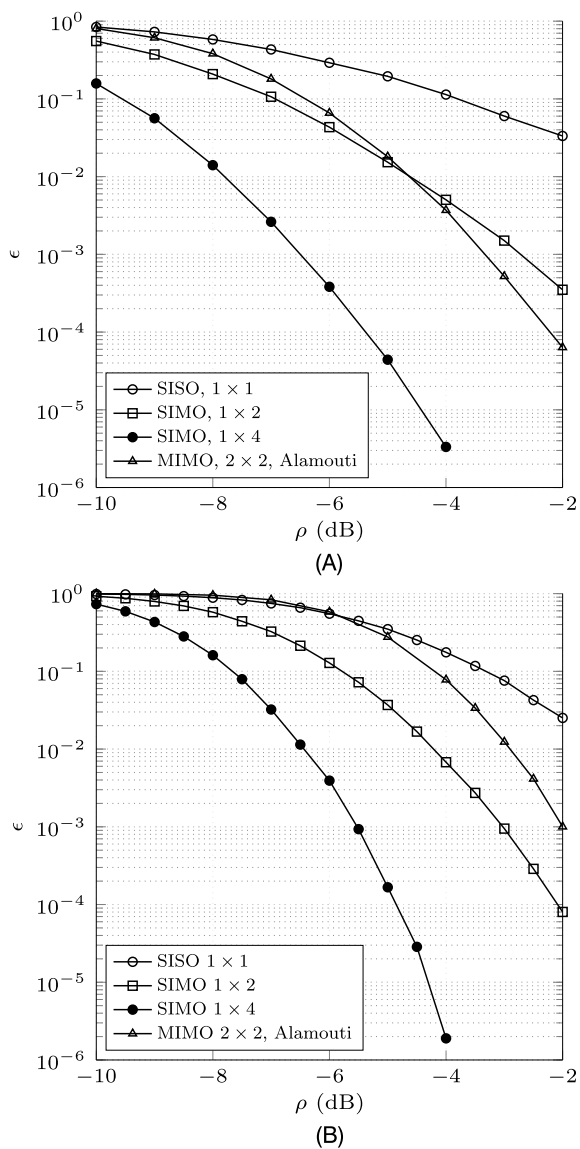 10^0
10^-1
10^-2
10^-3
10^-4
10^-5
10^-6
ϵ
SISO, 1 × 1
SIMO, 1 × 2
SIMO, 1 × 4
MIMO, 2 × 2, Alamouti
−10 −8 −6 −4 −2
ρ (dB)
(A)
10^0
10^-1
10^-2
10^-3
10^-4
10^-5
10^-6
ϵ
SISO 1 × 1
SIMO 1 × 2
SIMO 1 × 4
MIMO 2 × 2, Alamouti
−10 −8 −6 −4 −2
ρ (dB)
(B)